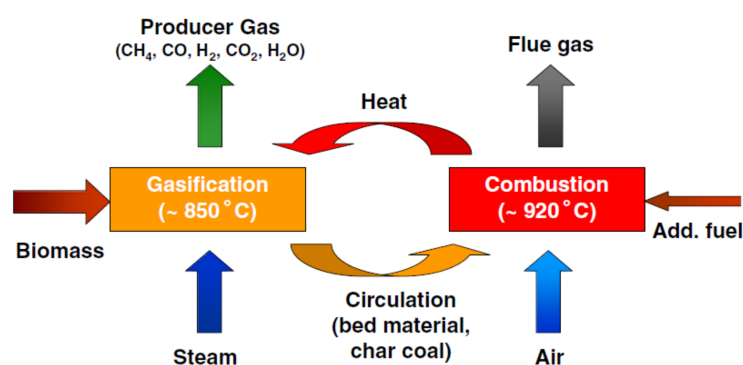 Producer Gas
(CH₄, CO, H₂, CO₂, H₂O)
Flue gas
Heat
Gasification
(~ 850°C)
Combustion
(~ 920°C)
Biomass
Add. fuel
Circulation
(bed material,
char coal)
Steam
Air